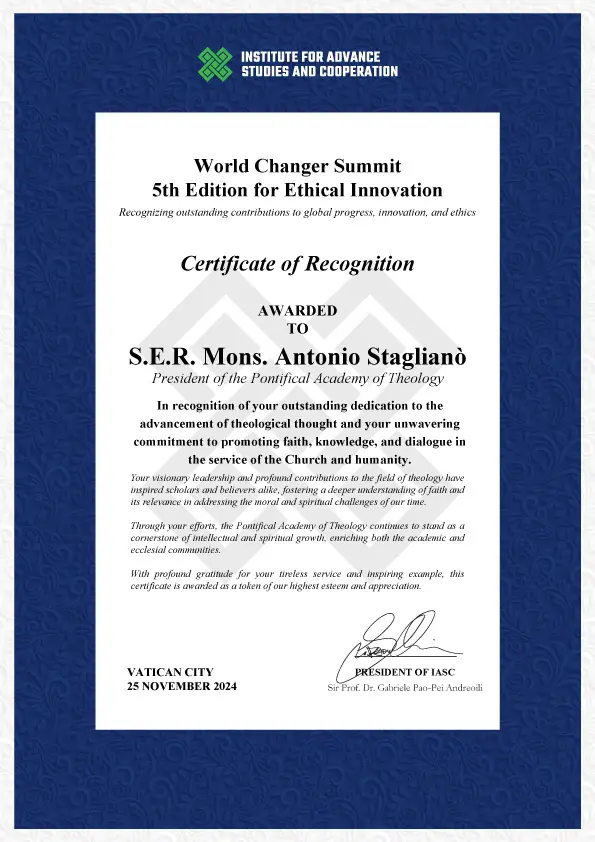 INSTITUTE FOR ADVANCE
STUDIES AND COOPERATION
World Changer Summit
5th Edition for Ethical Innovation
Recognizing outstanding contributions to global progress, innovation, and ethics
Certificate of Recognition
AWARDED
TO
S.E.R. Mons. Antonio Staglianò
President of the Pontifical Academy of Theology
In recognition of your outstanding dedication to the
advancement of theological thought and your unwavering
commitment to promoting faith, knowledge, and dialogue in
the service of the Church and humanity.
Your visionary leadership and profound contributions to the field of theology have
inspired scholars and believers alike, fostering a deeper understanding of faith and
its relevance in addressing the moral and spiritual challenges of our time.
Through your efforts, the Pontifical Academy of Theology continues to stand as a
cornerstone of intellectual and spiritual growth, enriching both the academic and
ecclesial communities.
With profound gratitude for your tireless service and inspiring example, this
certificate is awarded as a token of our highest esteem and appreciation.
VATICAN CITY
25 NOVEMBER 2024
PRESIDENT OF IASC
Sir Prof. Dr. Gabriele Pao-Pei Andreoili